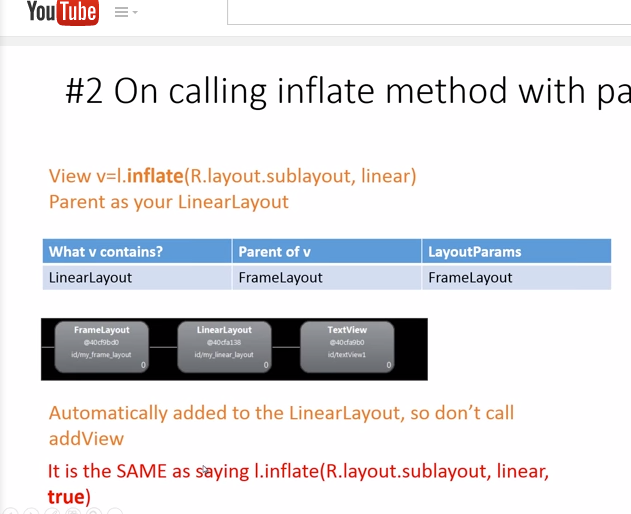 YouTube
#2 On calling inflate method with pa
View v=l.inflate(R.layout.sublayout, linear)
Parent as your LinearLayout
What v contains? Parent of v LayoutParams
LinearLayout FrameLayout FrameLayout
FrameLayout LinearLayout TextView
@40cf9bd0 @40cfa138 @40cfa9b0
id/my_frame_layout id/my_linear_layout id/textView1
0 0 0
Automatically added to the LinearLayout, so don't call
addView
It is the SAME as saying l.inflate(R.layout.sublayout, linear,
true)